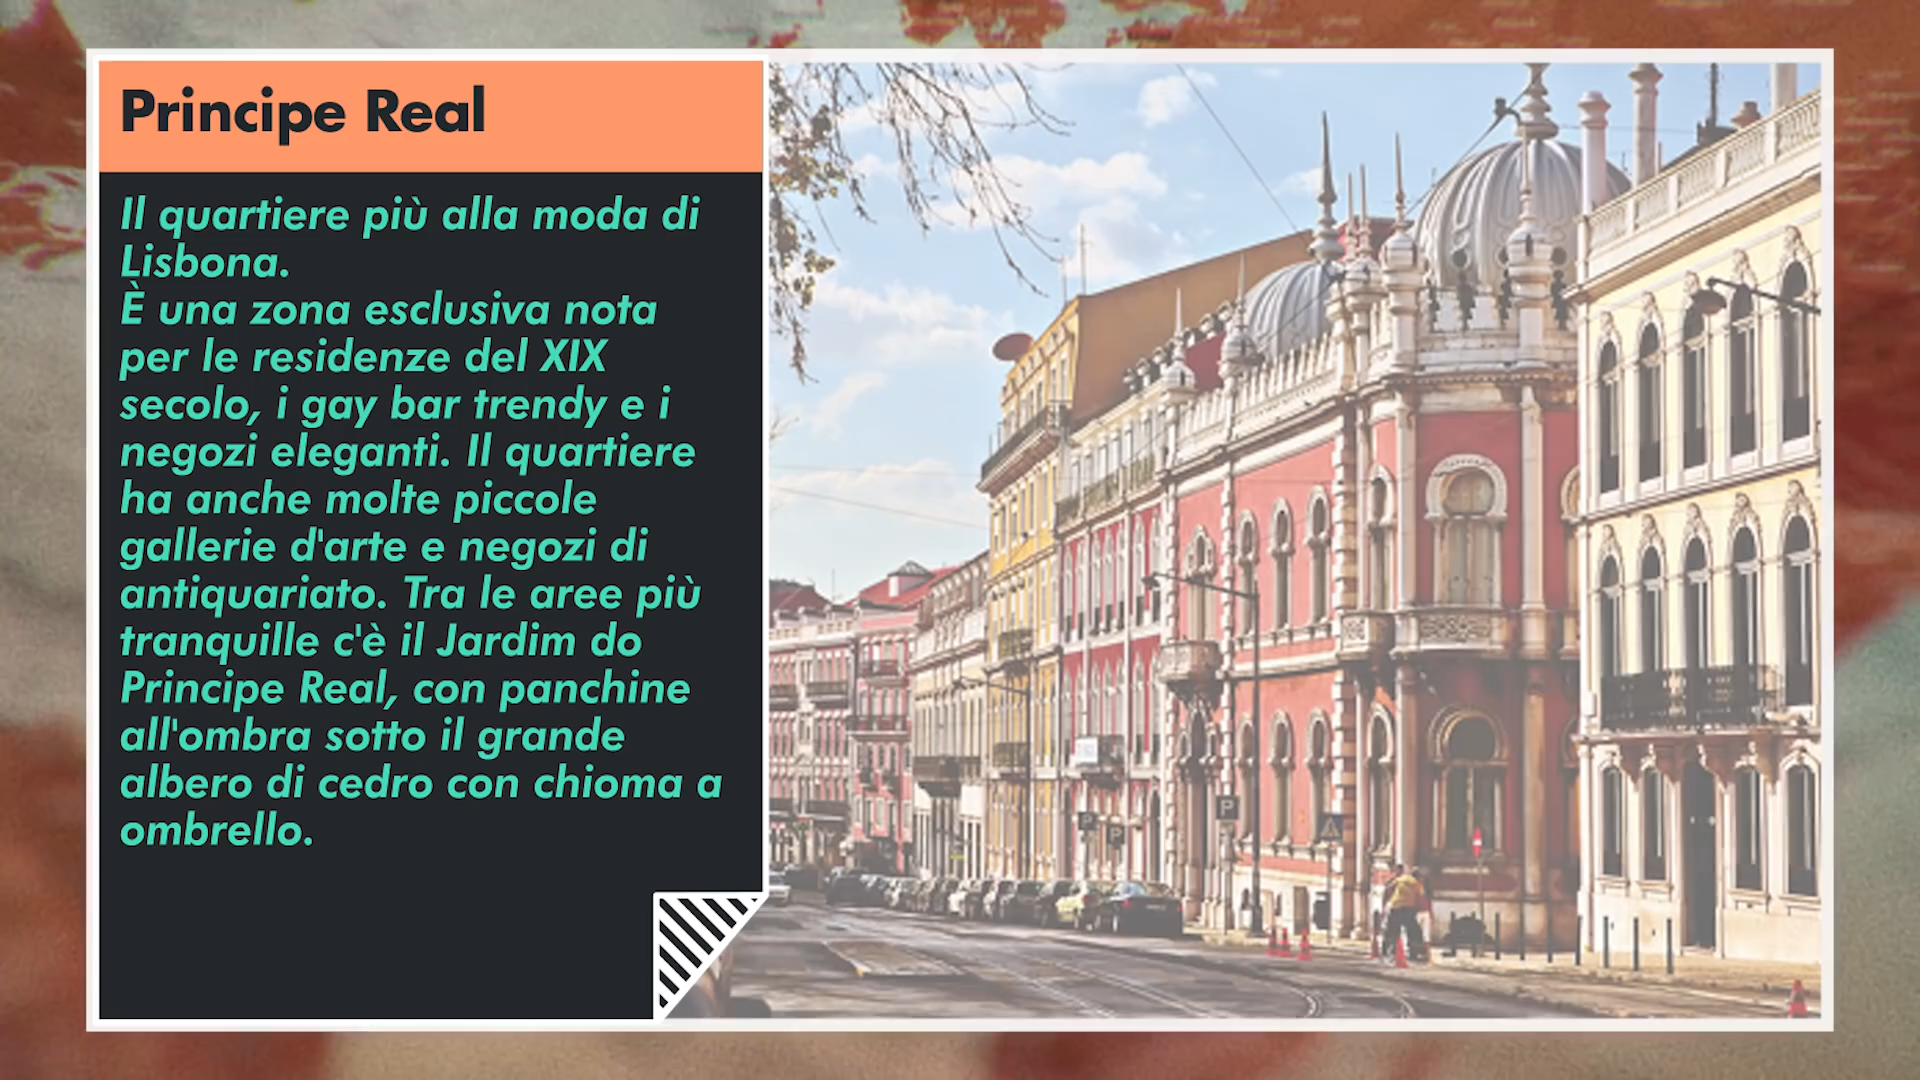 Principe Real
Il quartiere più alla moda di
Lisbona.
È una zona esclusiva nota
per le residenze del XIX
secolo, i gay bar trendy e i
negozi eleganti. Il quartiere
ha anche molte piccole
gallerie d'arte e negozi di
antiquariato. Tra le aree più
tranquille c'è il Jardim do
Principe Real, con panchine
all'ombra sotto il grande
albero di cedro con chioma a
ombrello.
P
P
P